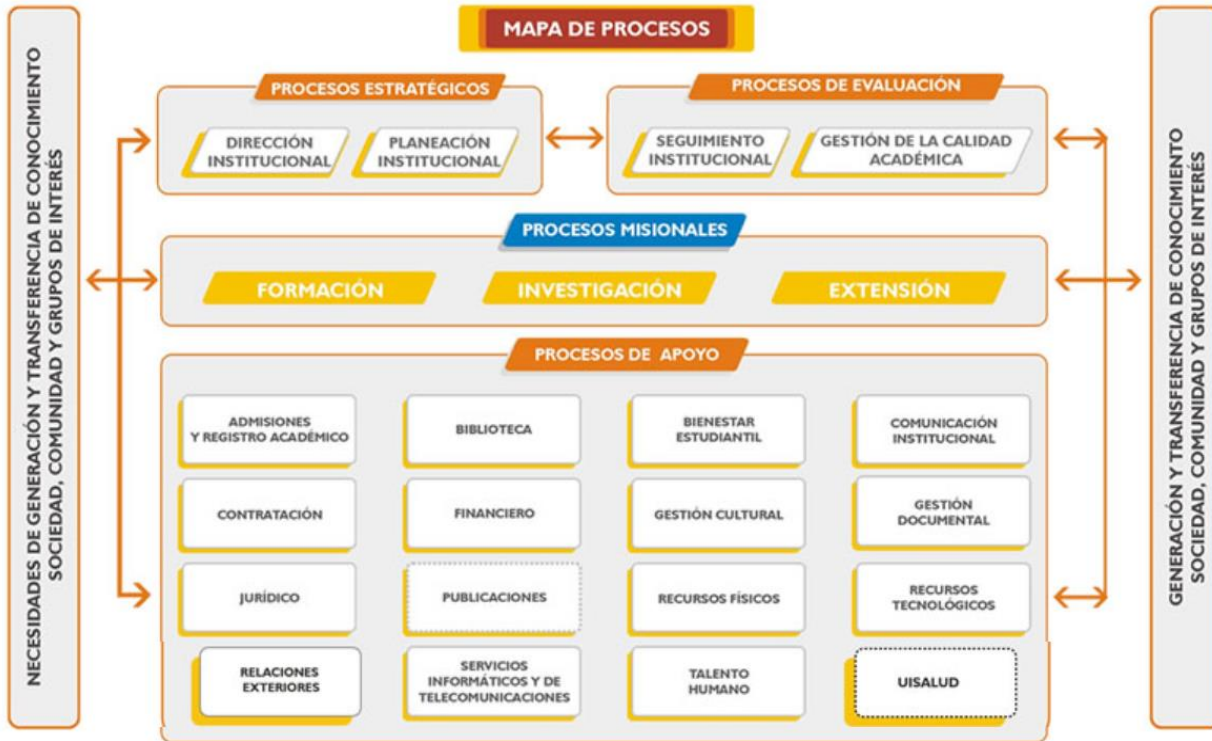 MAPA DE PROCESOS
NECESIDADES DE GENERACIÓN Y TRANSFERENCIA DE CONOCIMIENTO
SOCIEDAD, COMUNIDAD Y GRUPOS DE INTERÉS
PROCESOS ESTRATÉGICOS
DIRECCIÓN
INSTITUCIONAL
PLANEACIÓN
INSTITUCIONAL
PROCESOS DE EVALUACIÓN
SEGUIMIENTO
INSTITUCIONAL
GESTIÓN DE LA CALIDAD
ACADÉMICA
PROCESOS MISIONALES
FORMACIÓN
INVESTIGACIÓN
EXTENSIÓN
PROCESOS DE APOYO
ADMISIONES
Y REGISTRO ACADÉMICO
BIBLIOTECA
BIENESTAR
ESTUDIANTIL
COMUNICACIÓN
INSTITUCIONAL
CONTRATACIÓN
FINANCIERO
GESTIÓN CULTURAL
GESTIÓN
DOCUMENTAL
JURÍDICO
PUBLICACIONES
RECURSOS FÍSICOS
RECURSOS
TECNOLÓGICOS
RELACIONES
EXTERIORES
SERVICIOS
INFORMÁTICOS Y DE
TELECOMUNICACIONES
TALENTO
HUMANO
UISALUD
GENERACIÓN Y TRANSFERENCIA DE CONOCIMIENTO
SOCIEDAD, COMUNIDAD Y GRUPOS DE INTERÉS